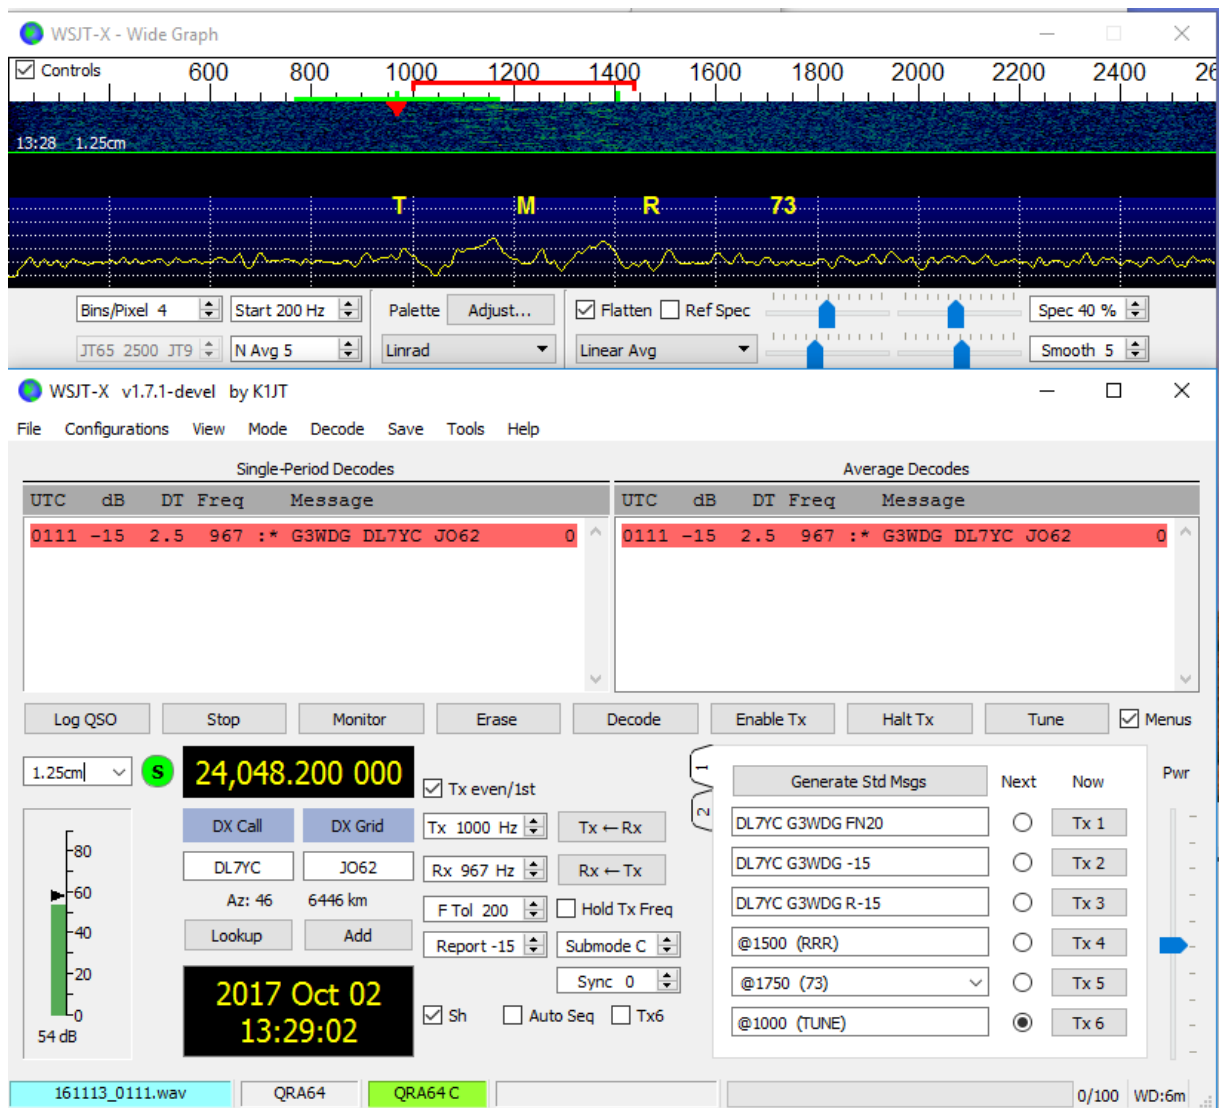 WSJT-X - Wide Graph
Controls 600 800 1000 1200 1400 1600 1800 2000 2200 2400 26
13:28 1.25cm
T M R 73
Bins/Pixel 4 Start 200 Hz Palette Adjust... Flatten Ref Spec Spec 40 %
JT65 2500 JT9 N Avg 5 Linrad Linear Avg Smooth 5
WSJT-X v1.7.1-devel by K1JT
File Configurations View Mode Decode Save Tools Help
Single-Period Decodes Average Decodes
UTC dB DT Freq Message UTC dB DT Freq Message
0111 -15 2.5 967 :* G3WDG DL7YC JO62 0 0111 -15 2.5 967 :* G3WDG DL7YC JO62 0
Log QSO Stop Monitor Erase Decode Enable Tx Halt Tx Tune Menus
1.25cm S 24,048.200 000 Tx even/1st 1 Generate Std Msgs Next Now Pwr
DX Call DX Grid Tx 1000 Hz Tx ← Rx 2 DL7YC G3WDG FN20 Tx 1
-80
DL7YC JO62 Rx 967 Hz Rx ← Tx DL7YC G3WDG -15 Tx 2
-60 Az: 46 6446 km F Tol 200 Hold Tx Freq DL7YC G3WDG R-15 Tx 3
-40 Lookup Add Report -15 Submode C @1500 (RRR) Tx 4
-20 2017 Oct 02 Sync 0 @1750 (73) Tx 5
-0 13:29:02 Sh Auto Seq Tx6 @1000 (TUNE) Tx 6
54 dB
161113_0111.wav QRA64 QRA64 C 0/100 WD:6m